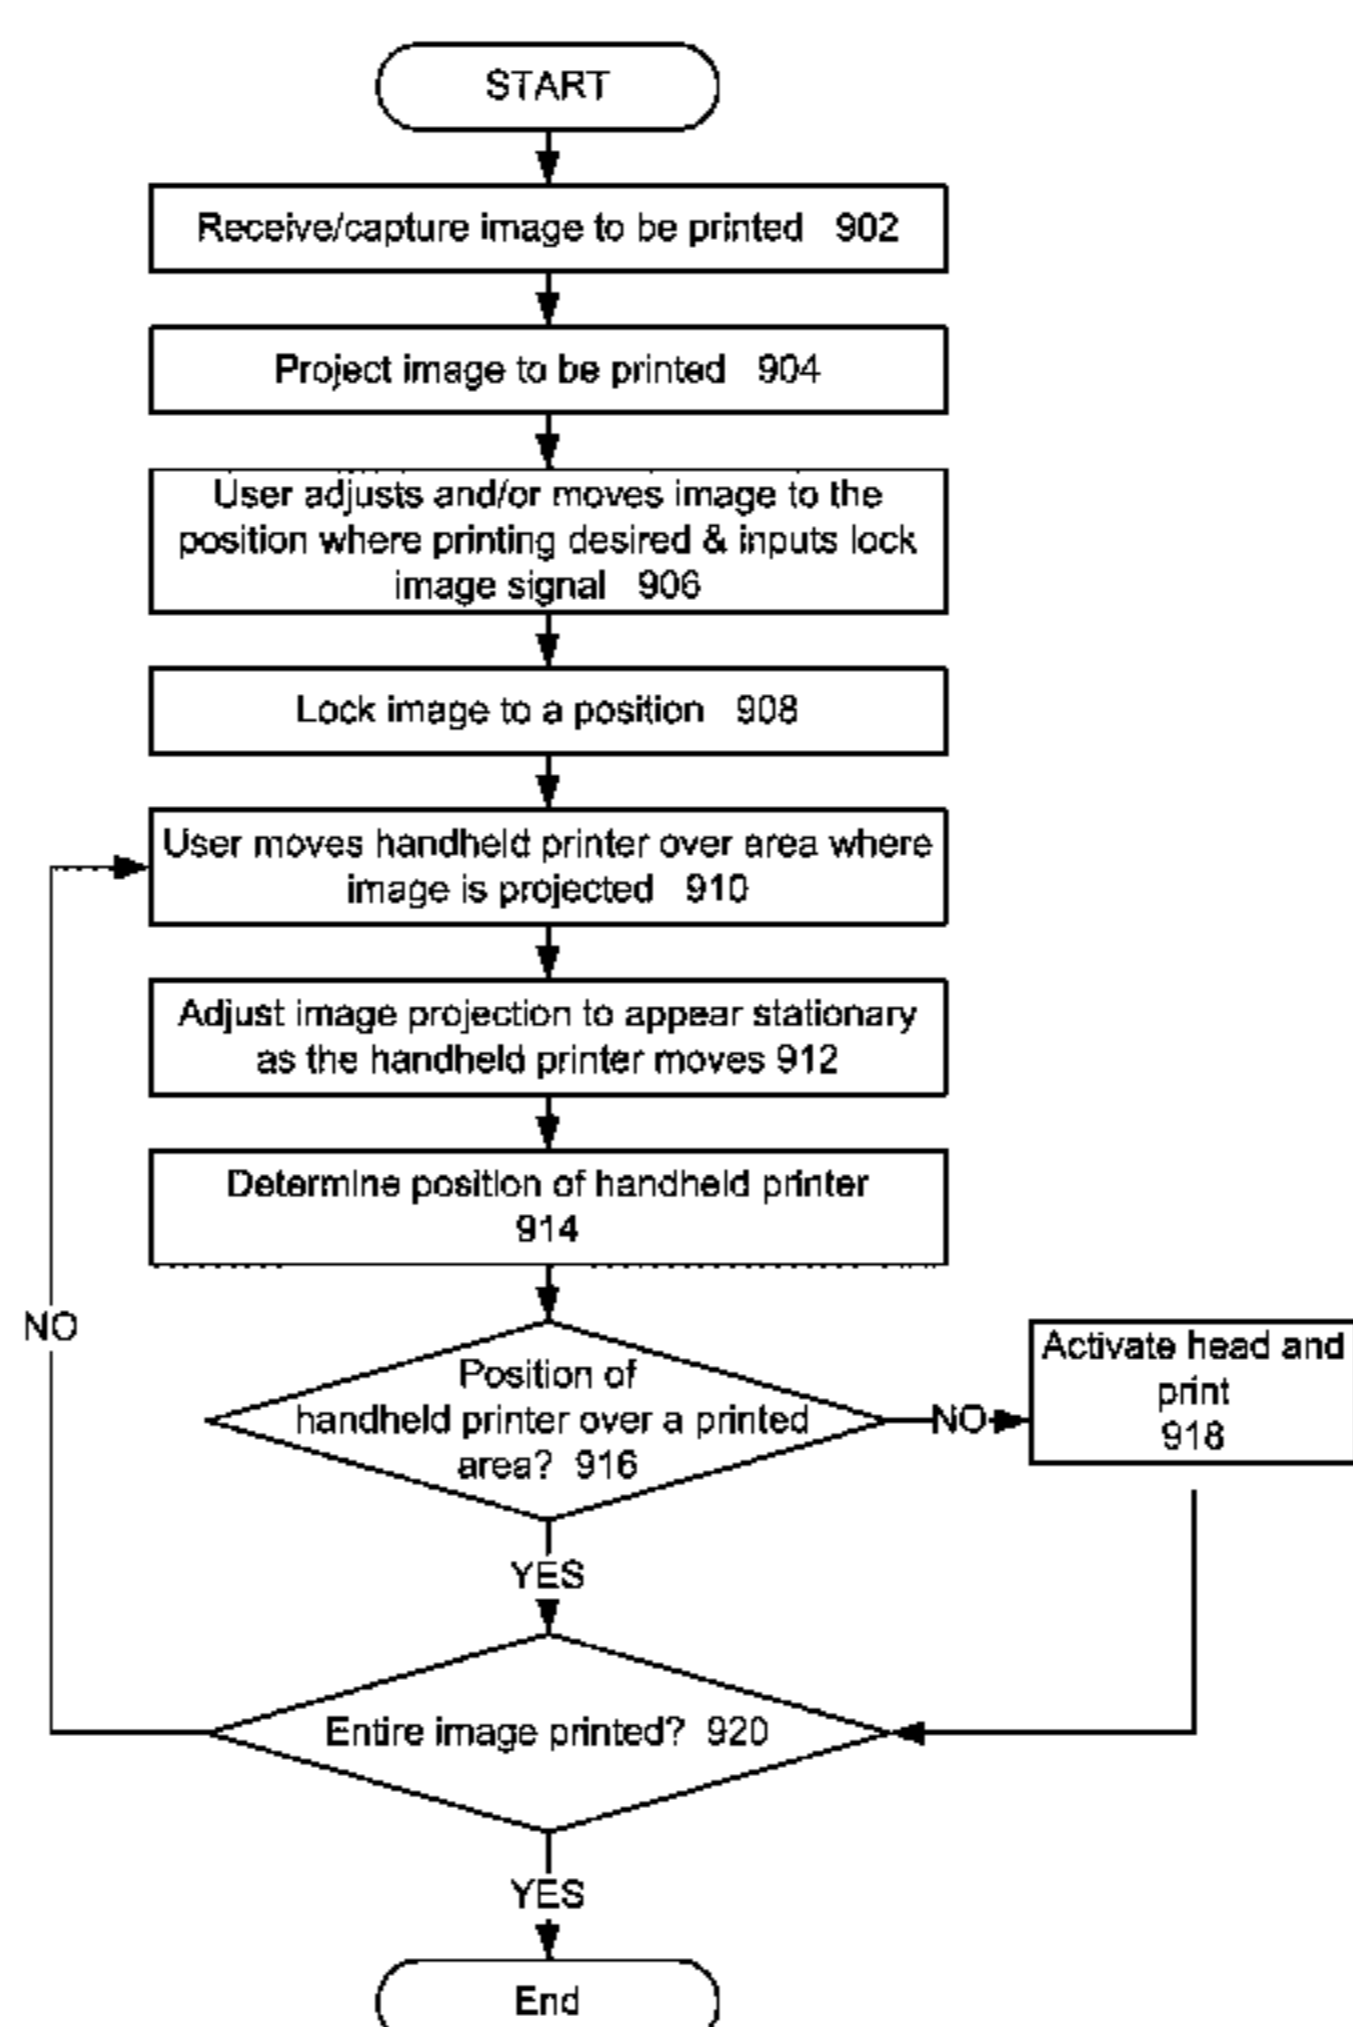 START
Receive/capture image to be printed 902
Project image to be printed 904
User adjusts and/or moves image to the
position where printing desired & inputs lock
image signal 906
Lock image to a position 908
User moves handheld printer over area where
image is projected 910
Adjust image projection to appear stationary
as the handheld printer moves 912
Determine position of handheld printer
914
Position of
handheld printer over a printed
area? 916
NO
Activate head and
print
918
YES
Entire image printed? 920
NO
YES
End